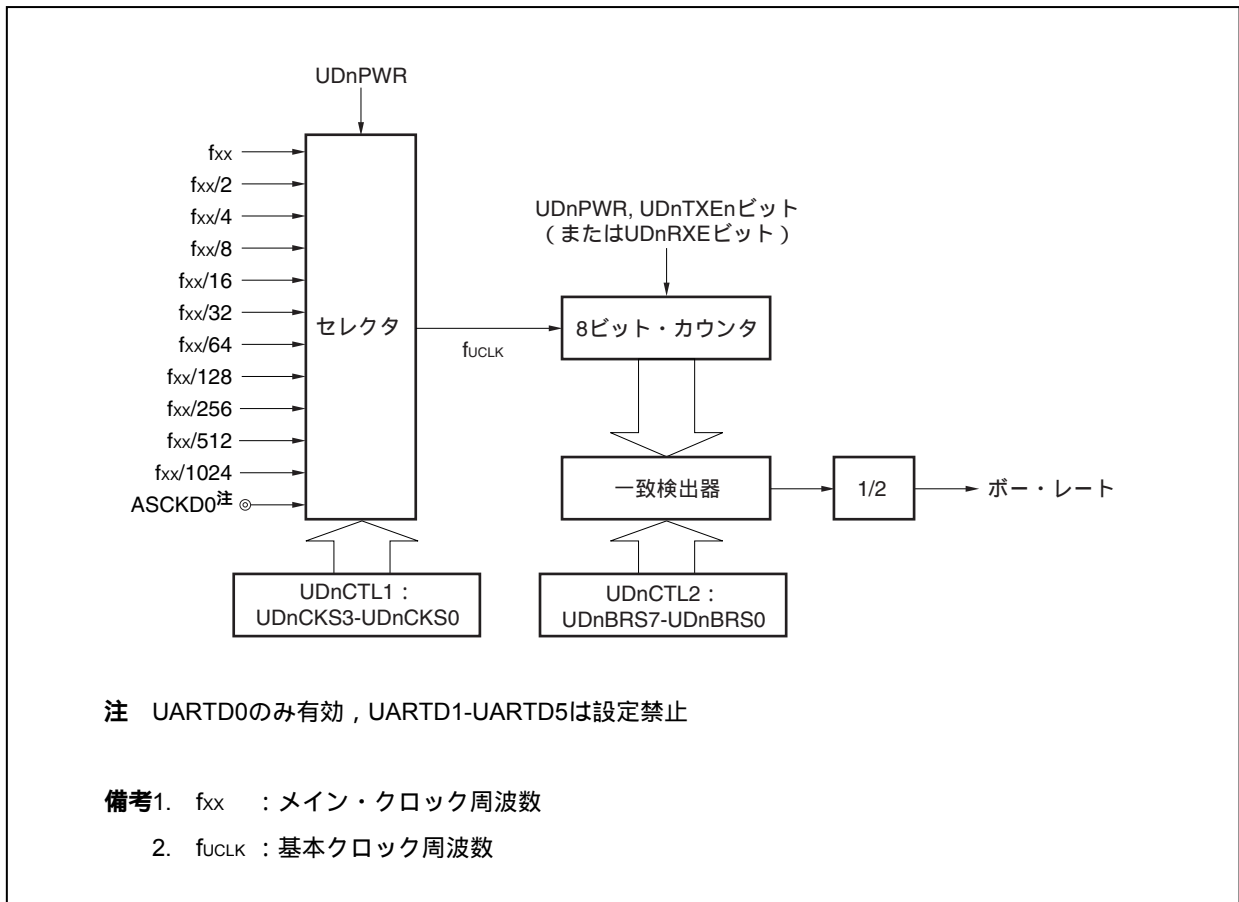 UDnPWR
fxx
fxx/2
fxx/4
fxx/8
fxx/16
fxx/32
fxx/64
fxx/128
fxx/256
fxx/512
fxx/1024
ASCKD0注
セレクタ
fUCLK
UDnPWR, UDnTXEnビット
（またはUDnRXEビット）
8ビット・カウンタ
一致検出器
1/2
ボー・レート
UDnCTL1：
UDnCKS3-UDnCKS0
UDnCTL2：
UDnBRS7-UDnBRS0
注 UARTD0のみ有効，UARTD1-UARTD5は設定禁止
備考1. fxx ：メイン・クロック周波数
2. fUCLK ：基本クロック周波数